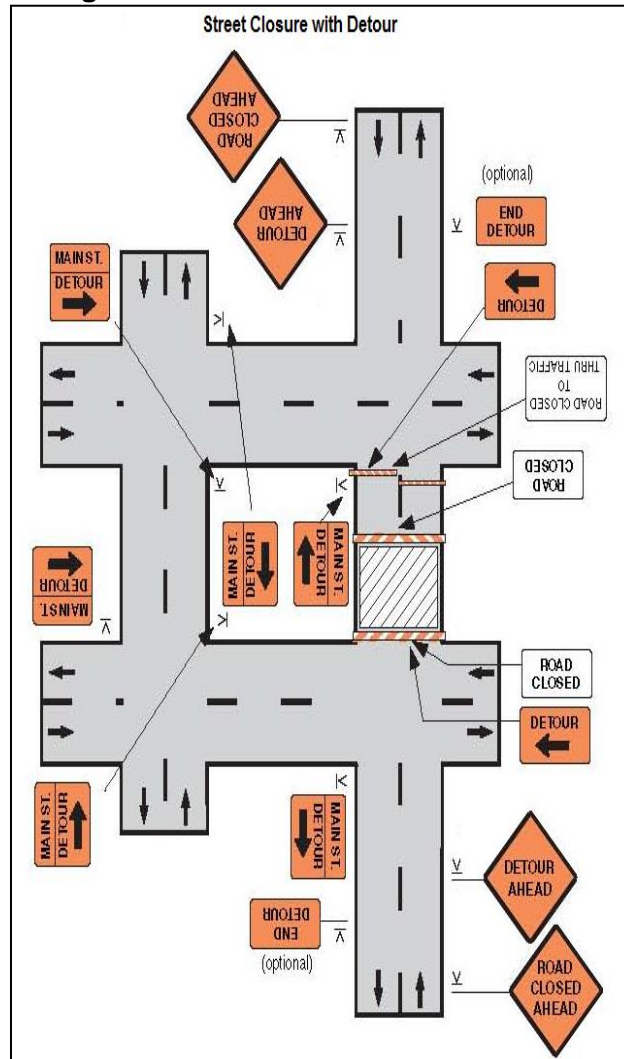 Street Closure with Detour
ROAD
CLOSED
AHEAD
DETOUR
AHEAD
(optional)
END
DETOUR
MAIN ST.
DETOUR
DETOUR
ROAD CLOSED
TO
THRU TRAFFIC
ROAD
CLOSED
MAIN ST.
DETOUR
MAIN ST.
DETOUR
MAIN ST.
DETOUR
ROAD
CLOSED
DETOUR
MAIN ST.
DETOUR
MAIN ST.
DETOUR
DETOUR
AHEAD
END
DETOUR
(optional)
ROAD
CLOSED
AHEAD